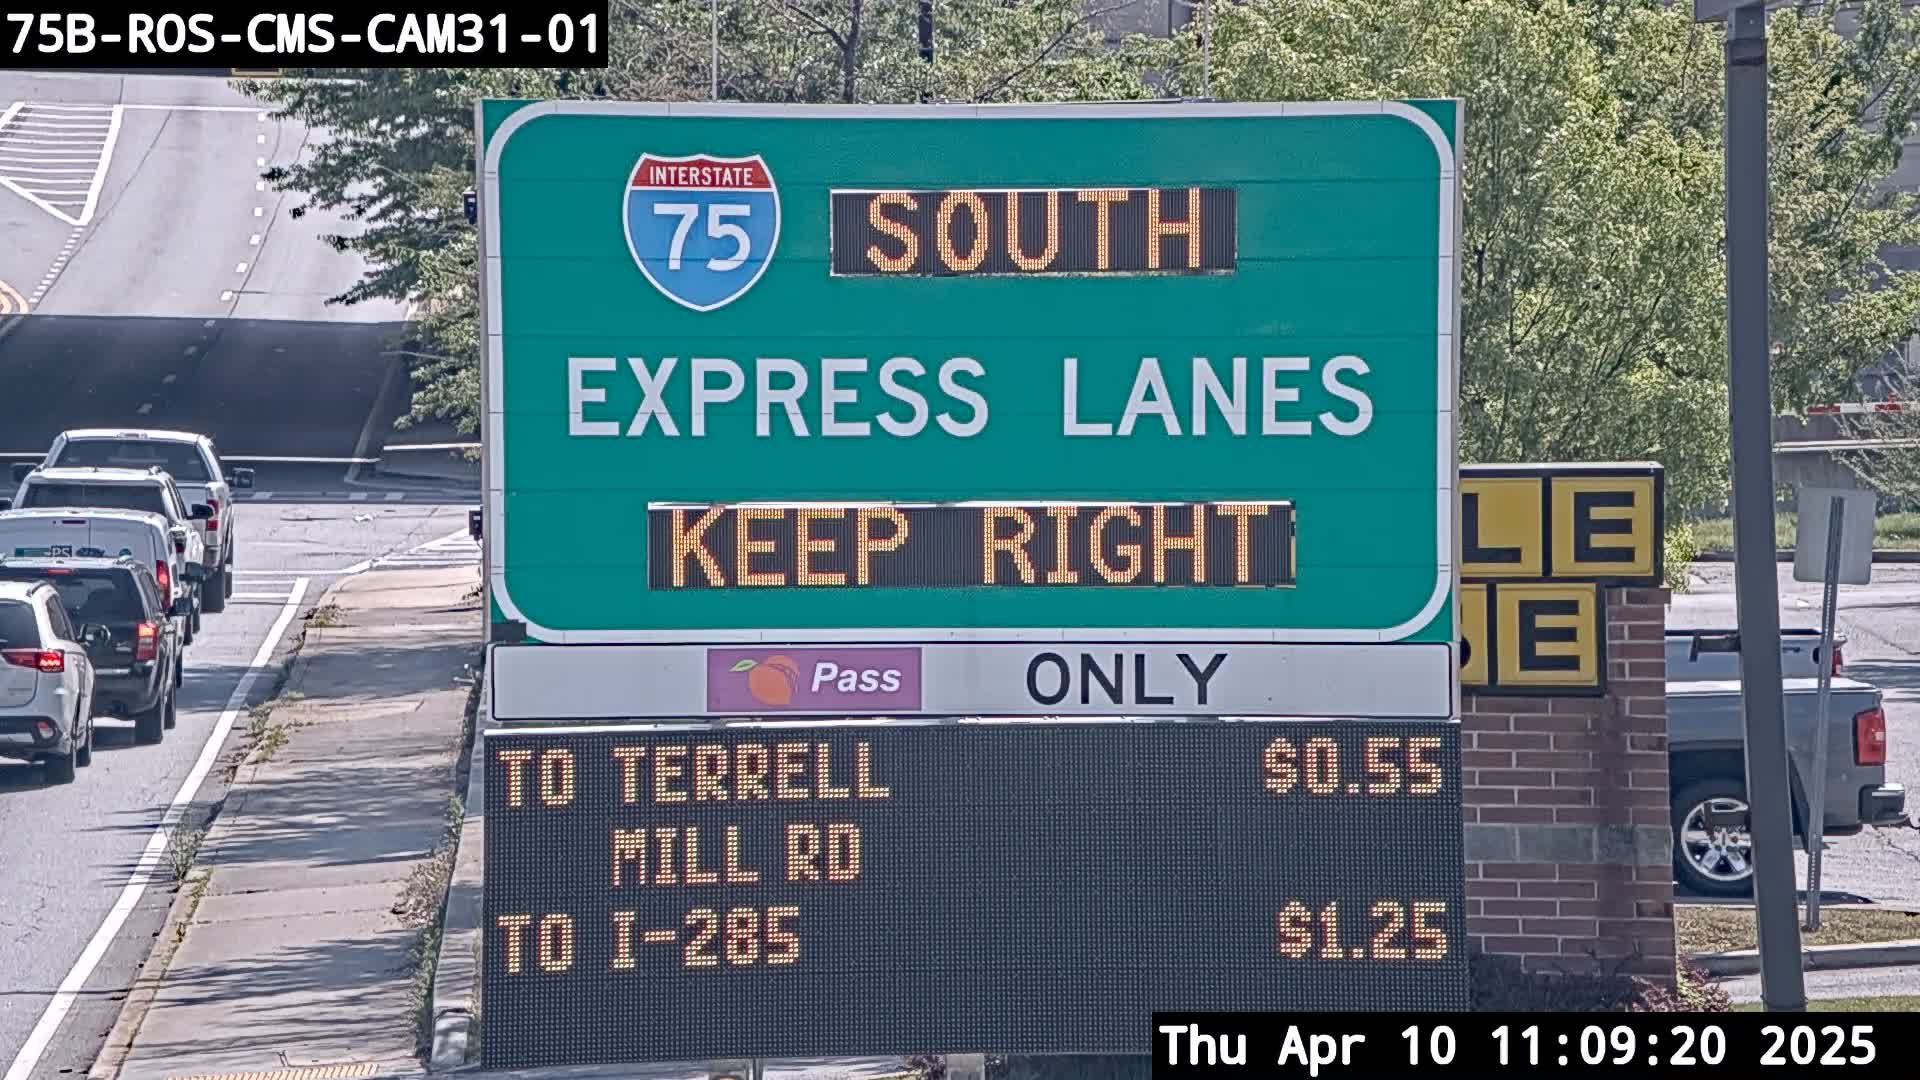 75B-ROS-CMS-CAM31-01
INTERSTATE
75
SOUTH
EXPRESS LANES
KEEP RIGHT
LE
E
Pass ONLY
TO TERRELL $0.55
MILL RD
TO I-285 $1.25
Thu Apr 10 11:09:20 2025